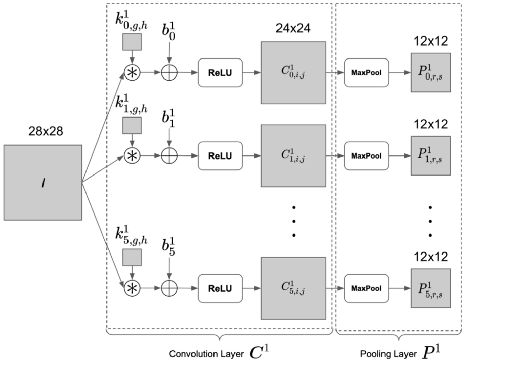 k^1_{0,g,h}
b^1_0
24x24
ReLU
C^1_{0,i,j}
MaxPool
12x12
P^1_{0,r,s}
28x28
I
k^1_{1,g,h}
b^1_1
ReLU
C^1_{1,i,j}
MaxPool
12x12
P^1_{1,r,s}
k^1_{5,g,h}
b^1_5
ReLU
C^1_{5,i,j}
MaxPool
12x12
P^1_{5,r,s}
Convolution Layer C^1
Pooling Layer P^1